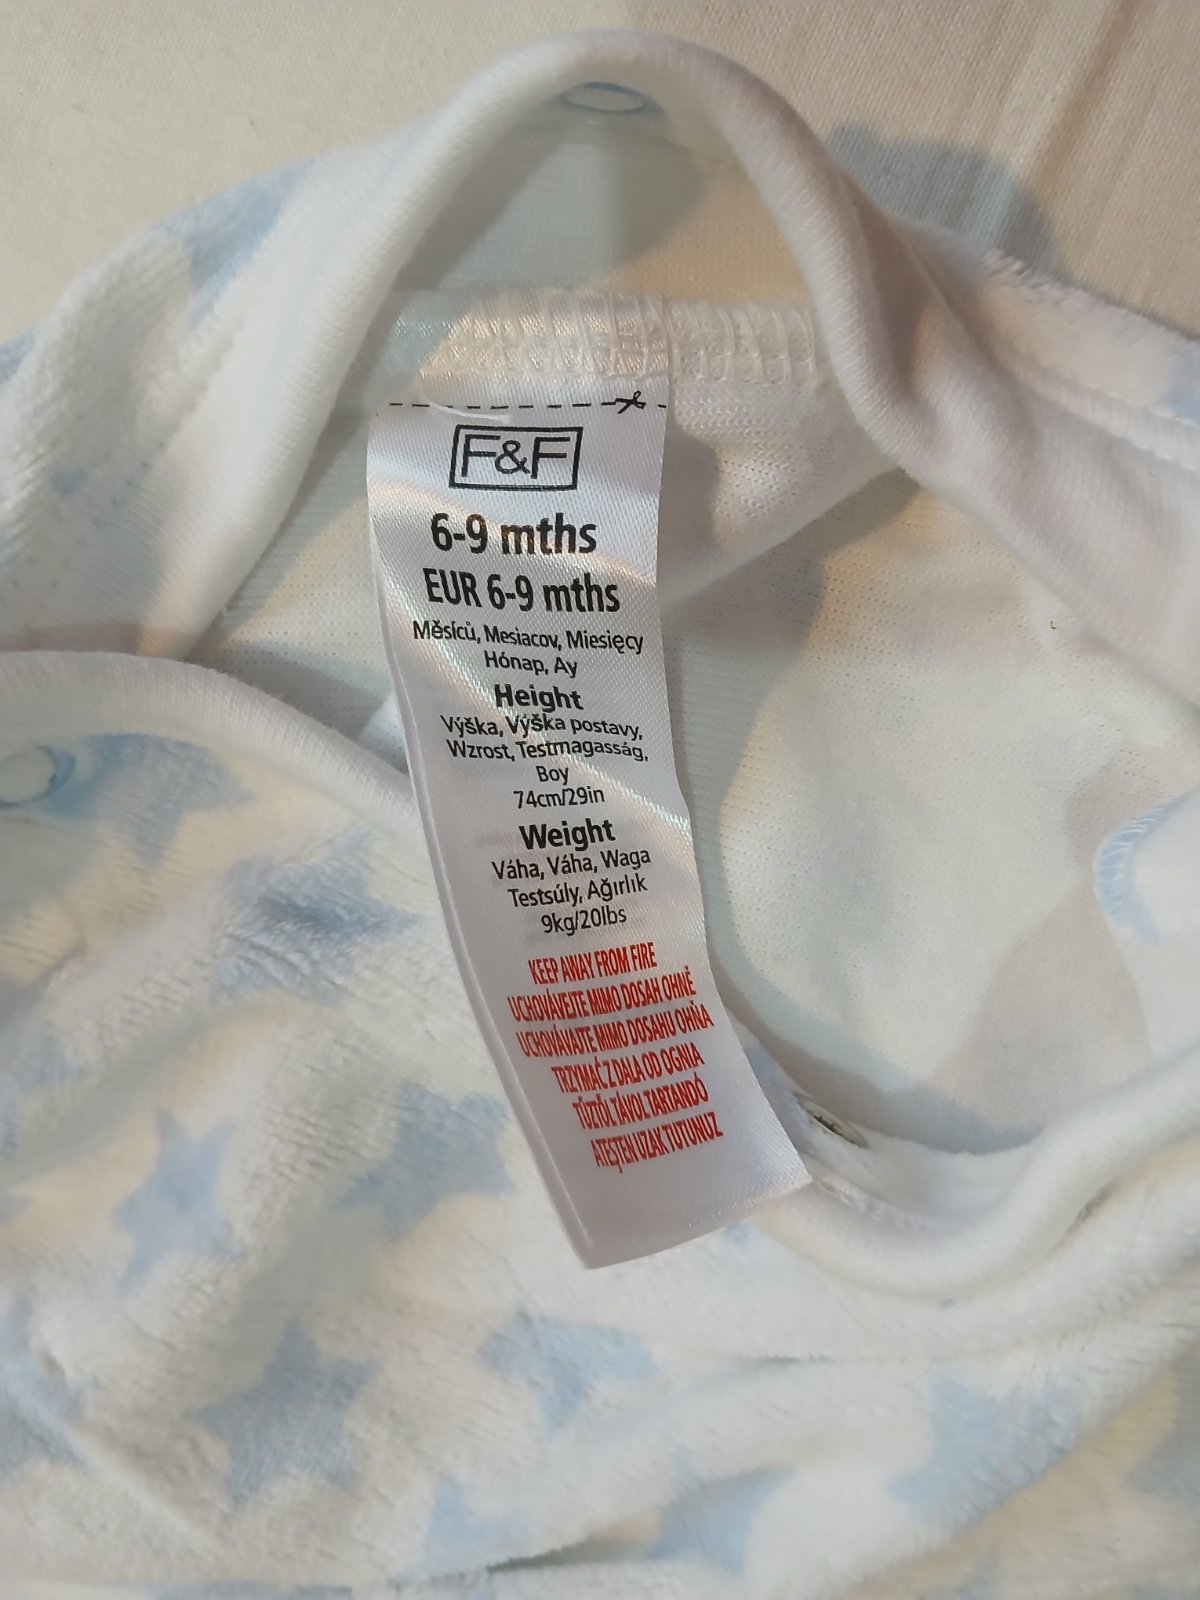 F&F
6-9 mths
EUR 6-9 mths
Měsíců, Mesiacov, Miesięcy
Hónap, Ay
Height
Výška, Výška postavy,
Wzrost, Testmagasság,
Boy
74cm/29in
Weight
Váha, Váha, Waga
Testsúly, Ağırlık
9kg/20lbs
KEEP AWAY FROM FIRE
UCHOVÁVEJTE MIMO DOSAH OHNĚ
UCHOVÁVAJTE MIMO DOSAHU OHŇA
TRZYMAĆ Z DALA OD OGNIA
TŰZTŐL TÁVOL TARTANDÓ
ATEŞTEN UZAK TUTUNUZ